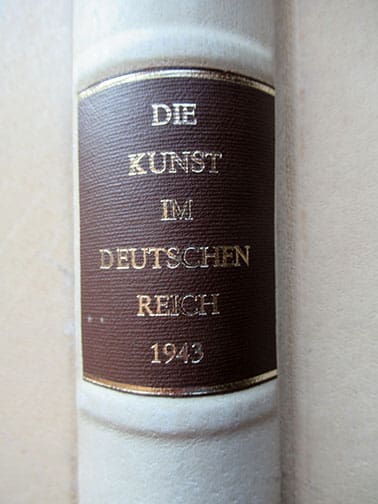 DIE
KUNST
IM
DEUTSCHEN
REICH
1943